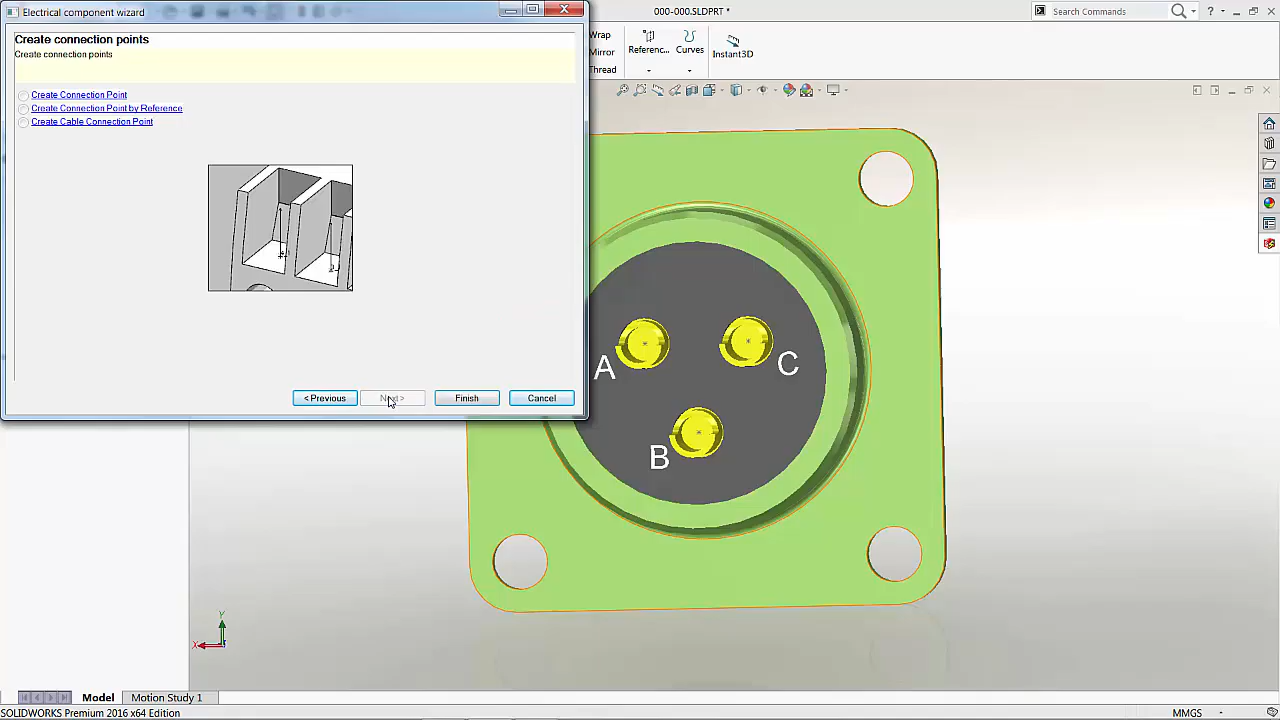 Electrical component wizard
000-000.SLDPRT *
Search Commands
?
Wrap
Mirror
Thread
Referenc...
Curves
Instant3D
Create connection points
Create connection points
Create Connection Point
Create Connection Point by Reference
Create Cable Connection Point
< Previous
Next >
Finish
Cancel
A
C
B
Y
X
Model
Motion Study 1
SOLIDWORKS Premium 2016 x64 Edition
MMGS